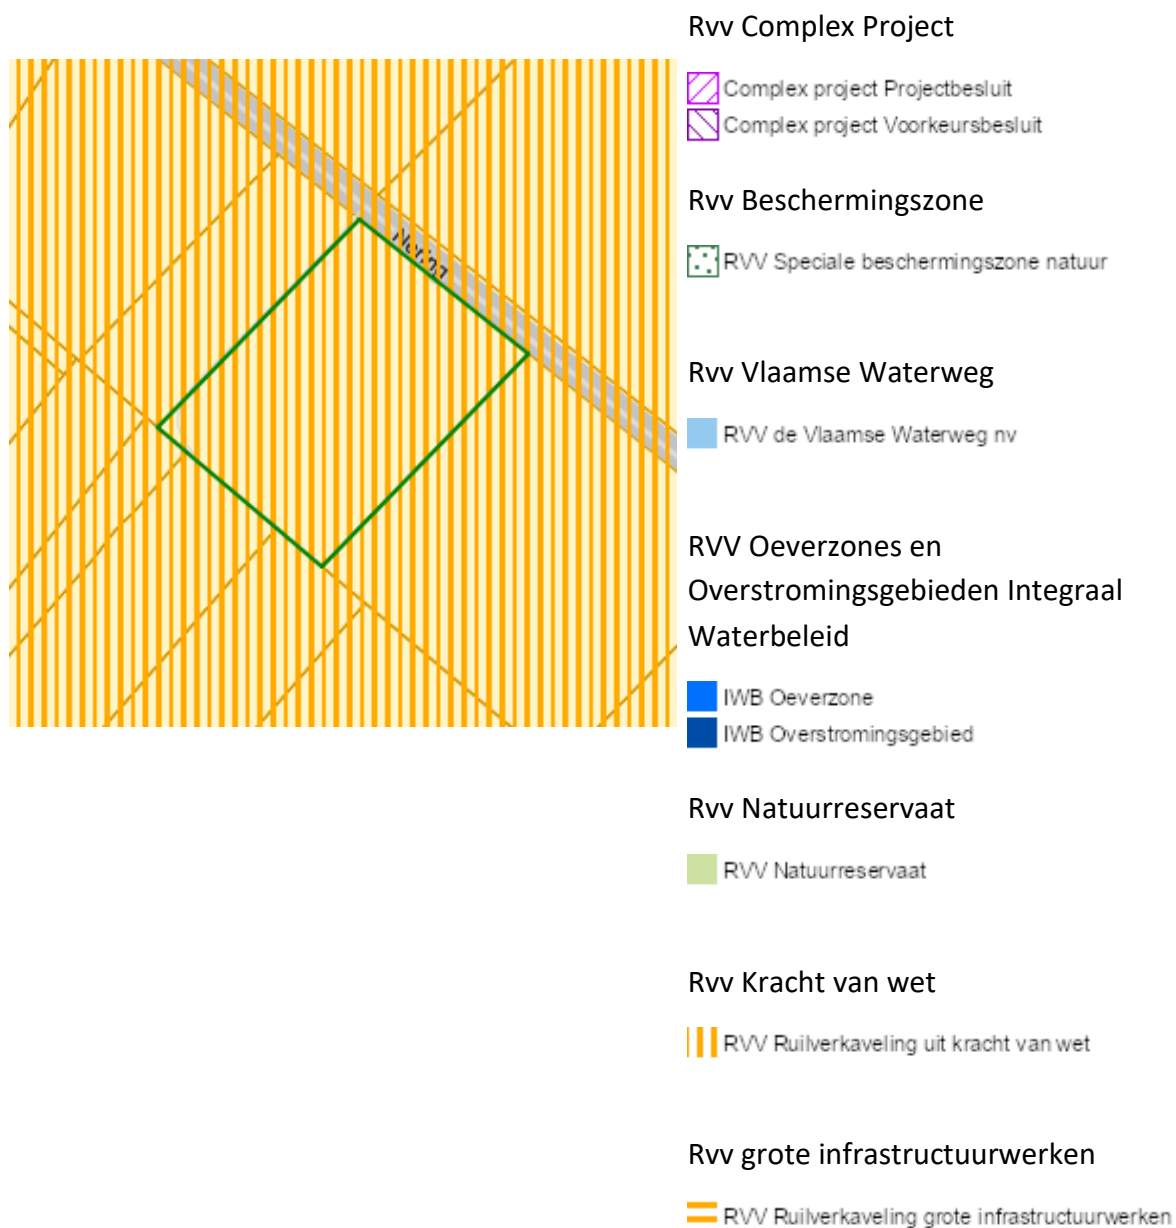 Rvv Complex Project
Complex project Projectbesluit
Complex project Voorkeursbesluit
Rvv Beschermingszone
RVV Speciale beschermingszone natuur
Nering
Rvv Vlaamse Waterweg
RVV de Vlaamse Waterweg nv
RVV Oeverzones en
Overstromingsgebieden Integraal
Waterbeleid
IWB Oeverzone
IWB Overstromingsgebied
Rvv Natuurreservaat
RVV Natuurreservaat
Rvv Kracht van wet
RVV Ruilverkaveling uit kracht van wet
Rvv grote infrastructuurwerken
RVV Ruilverkaveling grote infrastructuurwerken